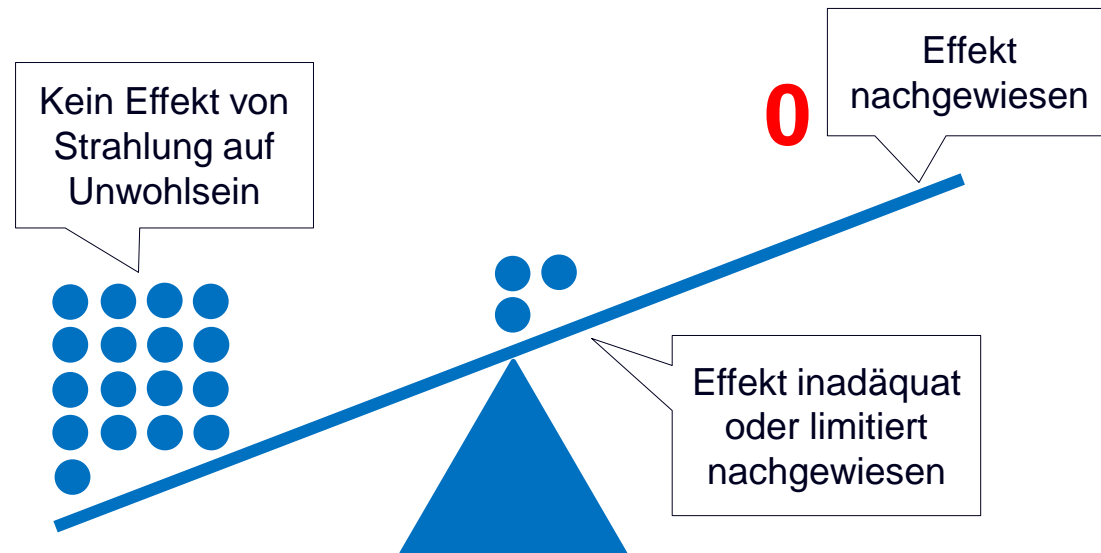 Kein Effekt von
Strahlung auf
Unwohlsein
0
Effekt
nachgewiesen
Effekt inadäquat
oder limitiert
nachgewiesen